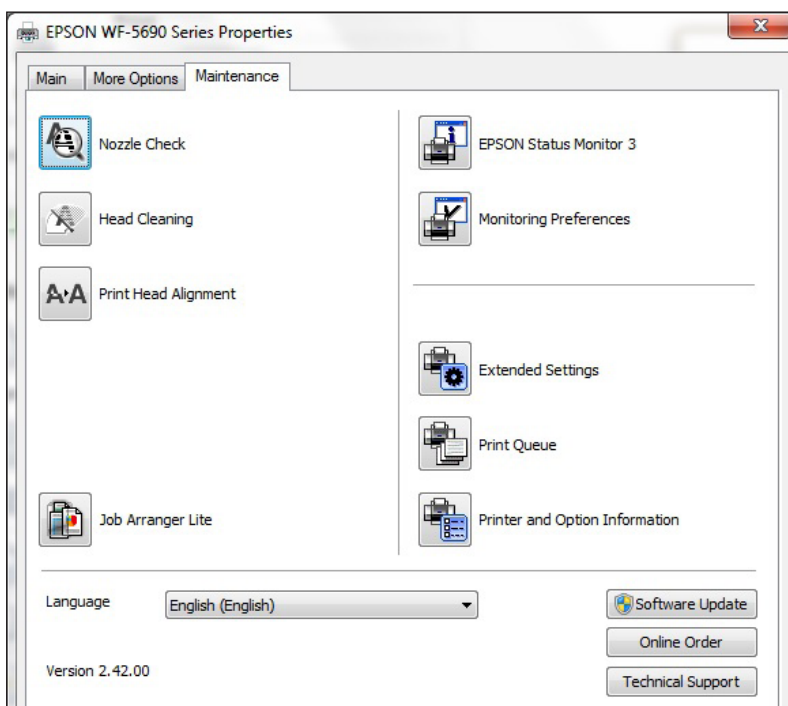 EPSON WF-5690 Series Properties
Main
More Options
Maintenance
Nozzle Check
Head Cleaning
A A Print Head Alignment
Job Arranger Lite
EPSON Status Monitor 3
Monitoring Preferences
Extended Settings
Print Queue
Printer and Option Information
Language
English (English)
Version 2.42.00
Software Update
Online Order
Technical Support